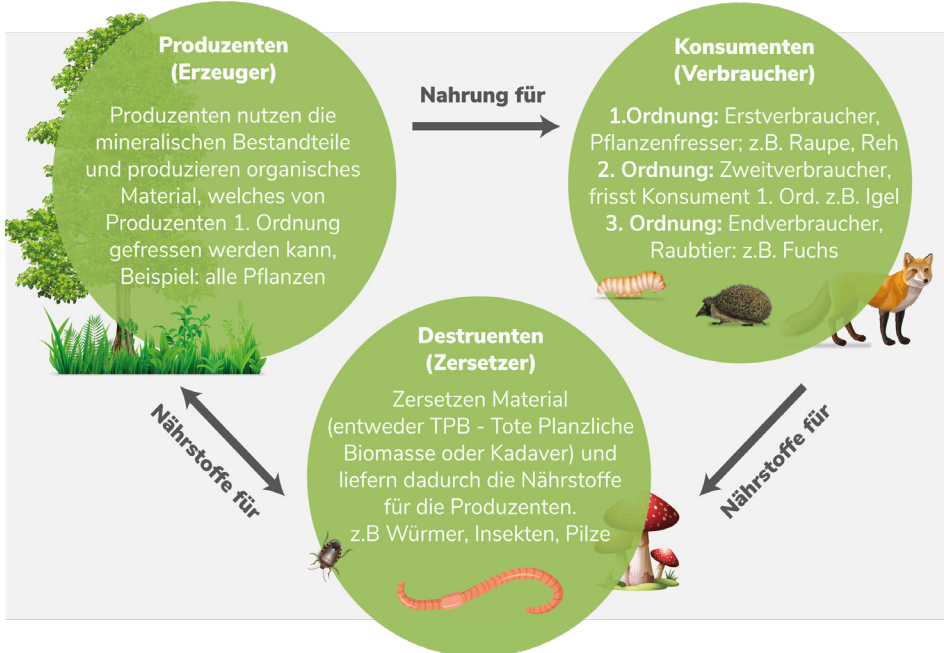 Produzenten
(Erzeuger)
Produzenten nutzen die
mineralischen Bestandteile
und produzieren organisches
Material, welches von
Produzenten 1. Ordnung
gefressen werden kann,
Beispiel: alle Pflanzen
Nahrung für
Konsumenten
(Verbraucher)
1.Ordnung: Erstverbraucher,
Pflanzenfresser; z.B. Raupe, Reh
2. Ordnung: Zweitverbraucher,
frisst Konsument 1. Ord. z.B. Igel
3. Ordnung: Endverbraucher,
Raubtier: z.B. Fuchs
Nährstoffe für
Destruenten
(Zersetzer)
Zersetzen Material
(entweder TPB - Tote Planzliche
Biomasse oder Kadaver) und
liefern dadurch die Nährstoffe
für die Produzenten.
z.B Würmer, Insekten, Pilze
Nährstoffe für